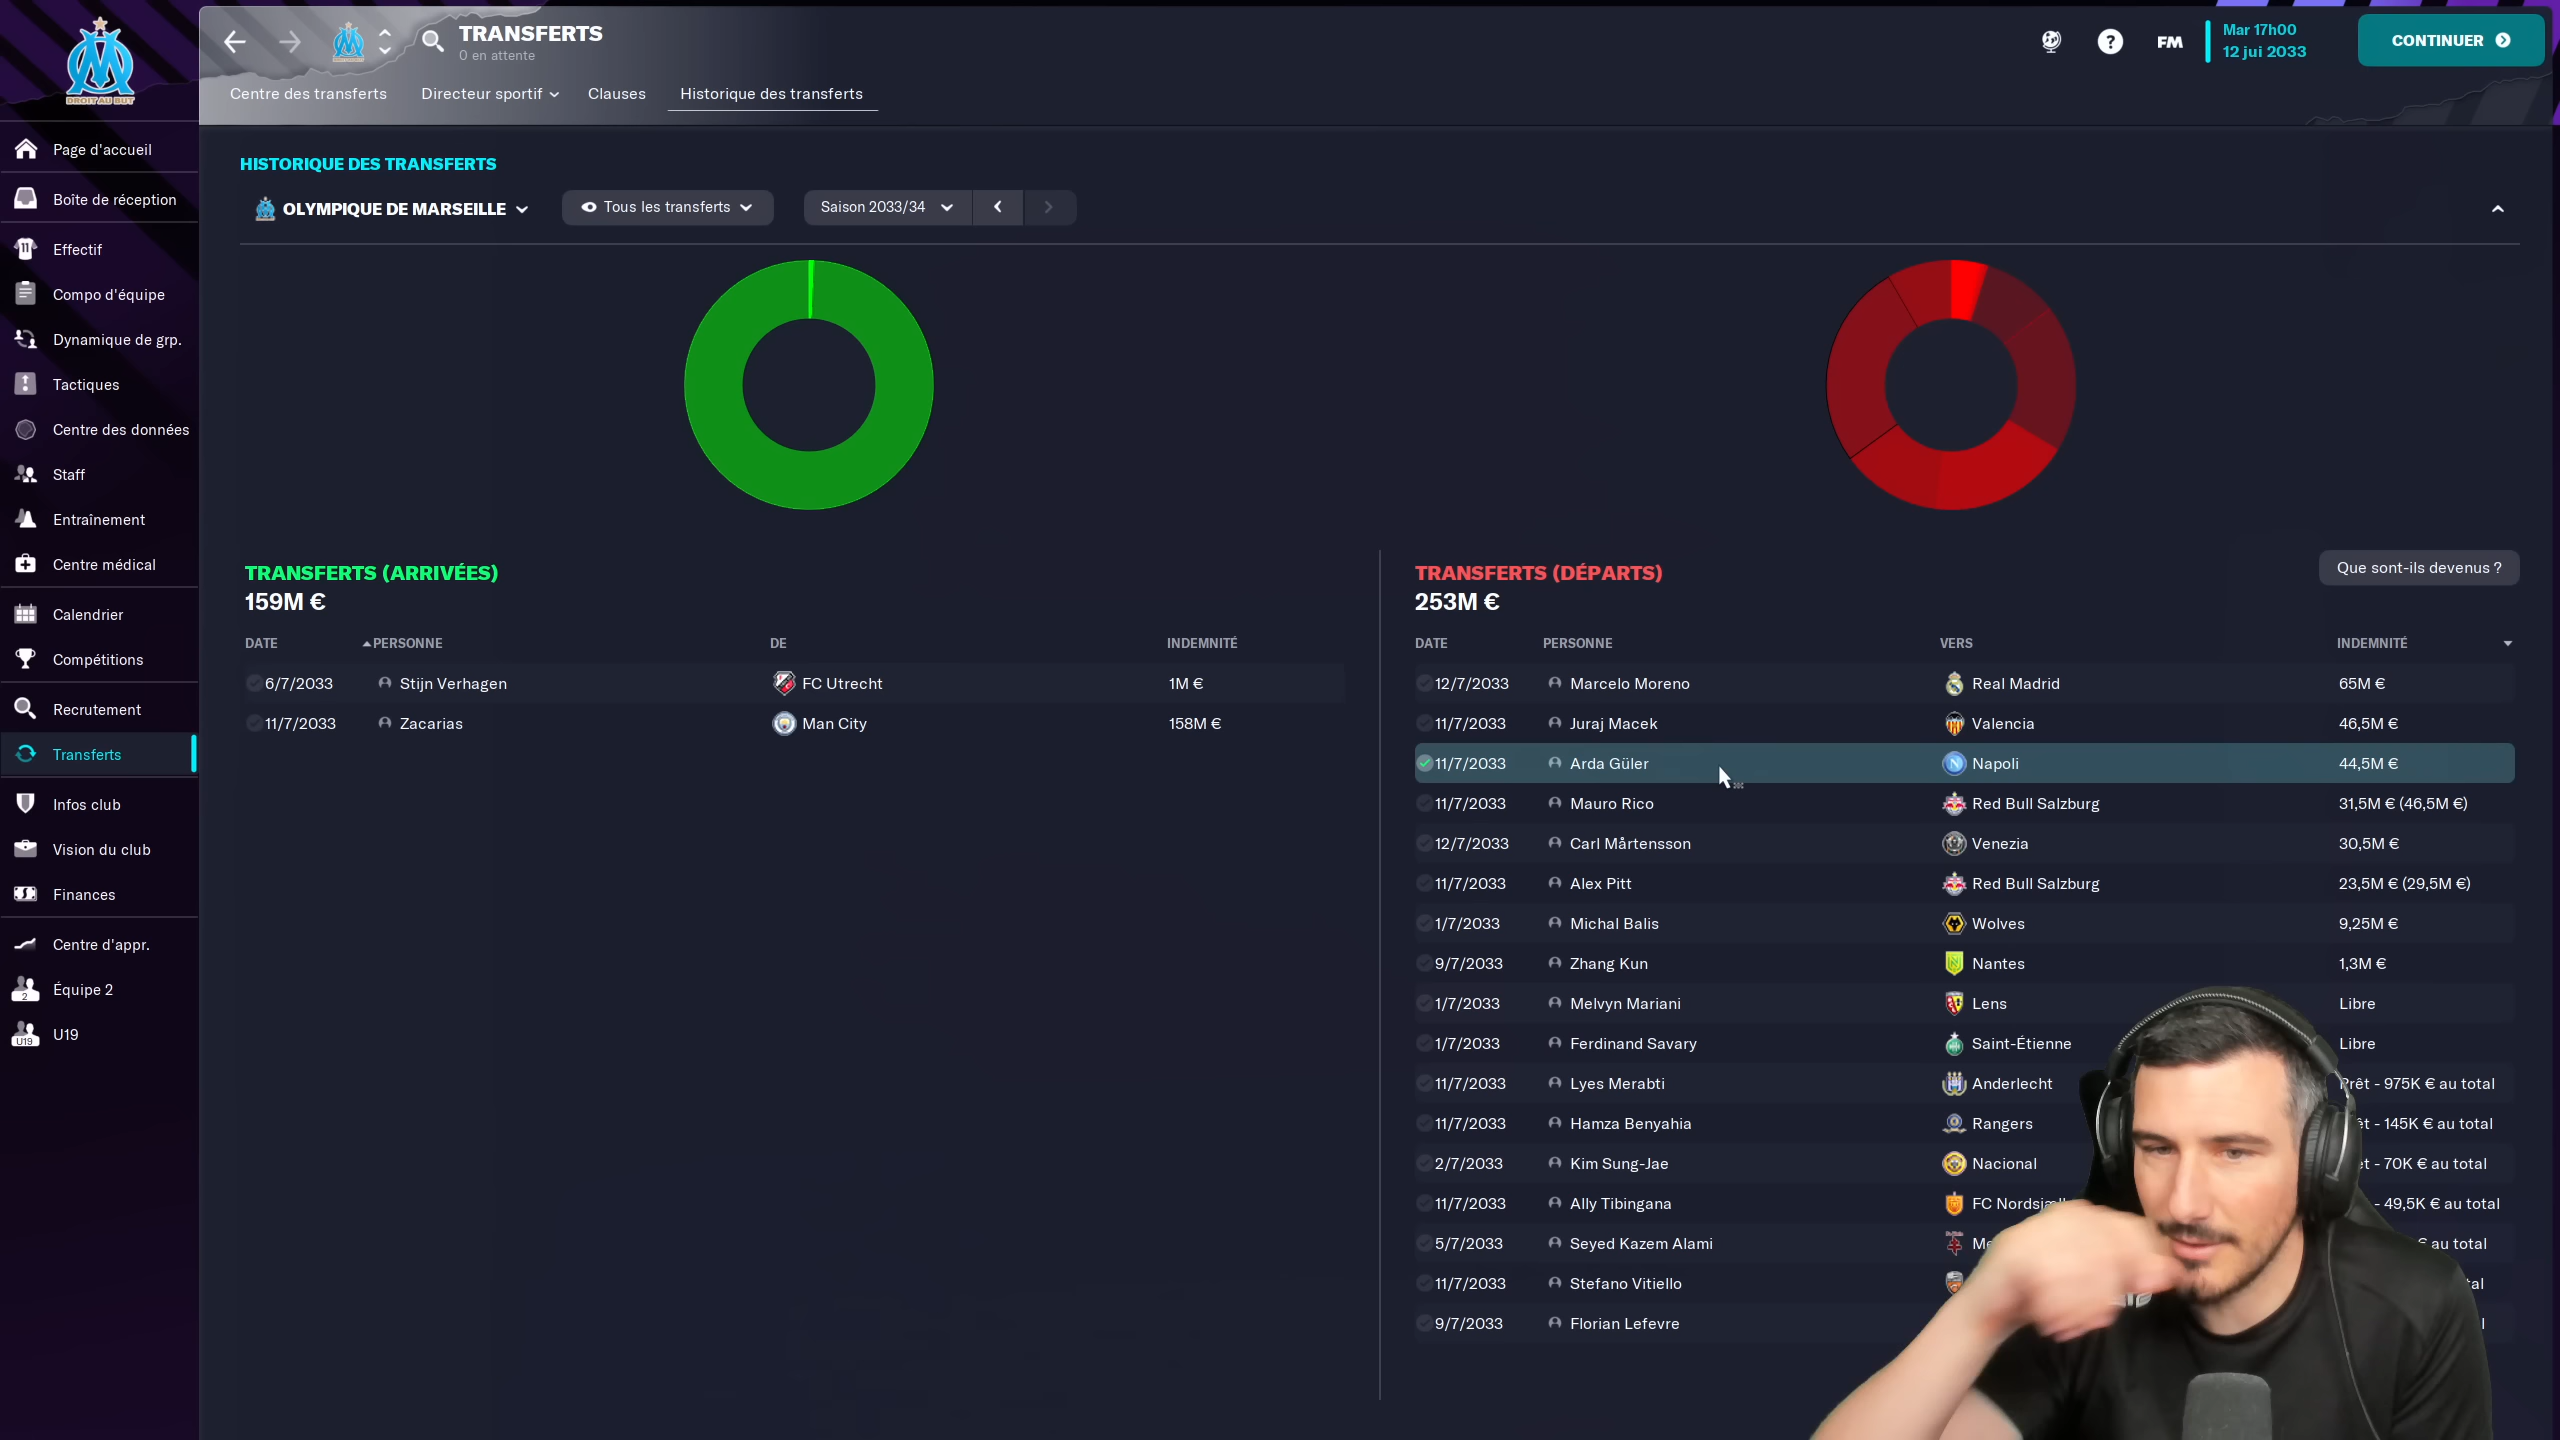 DROIT AU BUT
TRANSFERTS
0 en attente
FM
Mar 17h00
12 jui 2033
CONTINUER
Centre des transferts
Directeur sportif
Clauses
Historique des transferts
Page d'accueil
Boîte de réception
Effectif
Compo d'équipe
Dynamique de grp.
Tactiques
Centre des données
Staff
Entraînement
Centre médical
Calendrier
Compétitions
Recrutement
Transferts
Infos club
Vision du club
Finances
Centre d'appr.
2 Équipe 2
U19 U19
HISTORIQUE DES TRANSFERTS
OLYMPIQUE DE MARSEILLE
Tous les transferts
Saison 2033/34
TRANSFERTS (ARRIVÉES)
159M €
DATE PERSONNE DE INDEMNITÉ
6/7/2033 Stijn Verhagen FC Utrecht 1M €
11/7/2033 Zacarias Man City 158M €
TRANSFERTS (DÉPARTS)
253M €
Que sont-ils devenus ?
DATE PERSONNE VERS INDEMNITÉ
12/7/2033 Marcelo Moreno Real Madrid 65M €
11/7/2033 Juraj Macek Valencia 46,5M €
11/7/2033 Arda Güler Napoli 44,5M €
11/7/2033 Mauro Rico Red Bull Salzburg 31,5M € (46,5M €)
12/7/2033 Carl Mårtensson Venezia 30,5M €
11/7/2033 Alex Pitt Red Bull Salzburg 23,5M € (29,5M €)
1/7/2033 Michal Balis Wolves 9,25M €
9/7/2033 Zhang Kun Nantes 1,3M €
1/7/2033 Melvyn Mariani Lens Libre
1/7/2033 Ferdinand Savary Saint-Étienne Libre
11/7/2033 Lyes Merabti Anderlecht Prêt - 975K € au total
11/7/2033 Hamza Benyahia Rangers - 145K € au total
2/7/2033 Kim Sung-Jae Nacional - 70K € au total
11/7/2033 Ally Tibingana FC - 49,5K € au total
5/7/2033 Seyed Kazem Alami € au total
11/7/2033 Stefano Vitiello
9/7/2033 Florian Lefevre